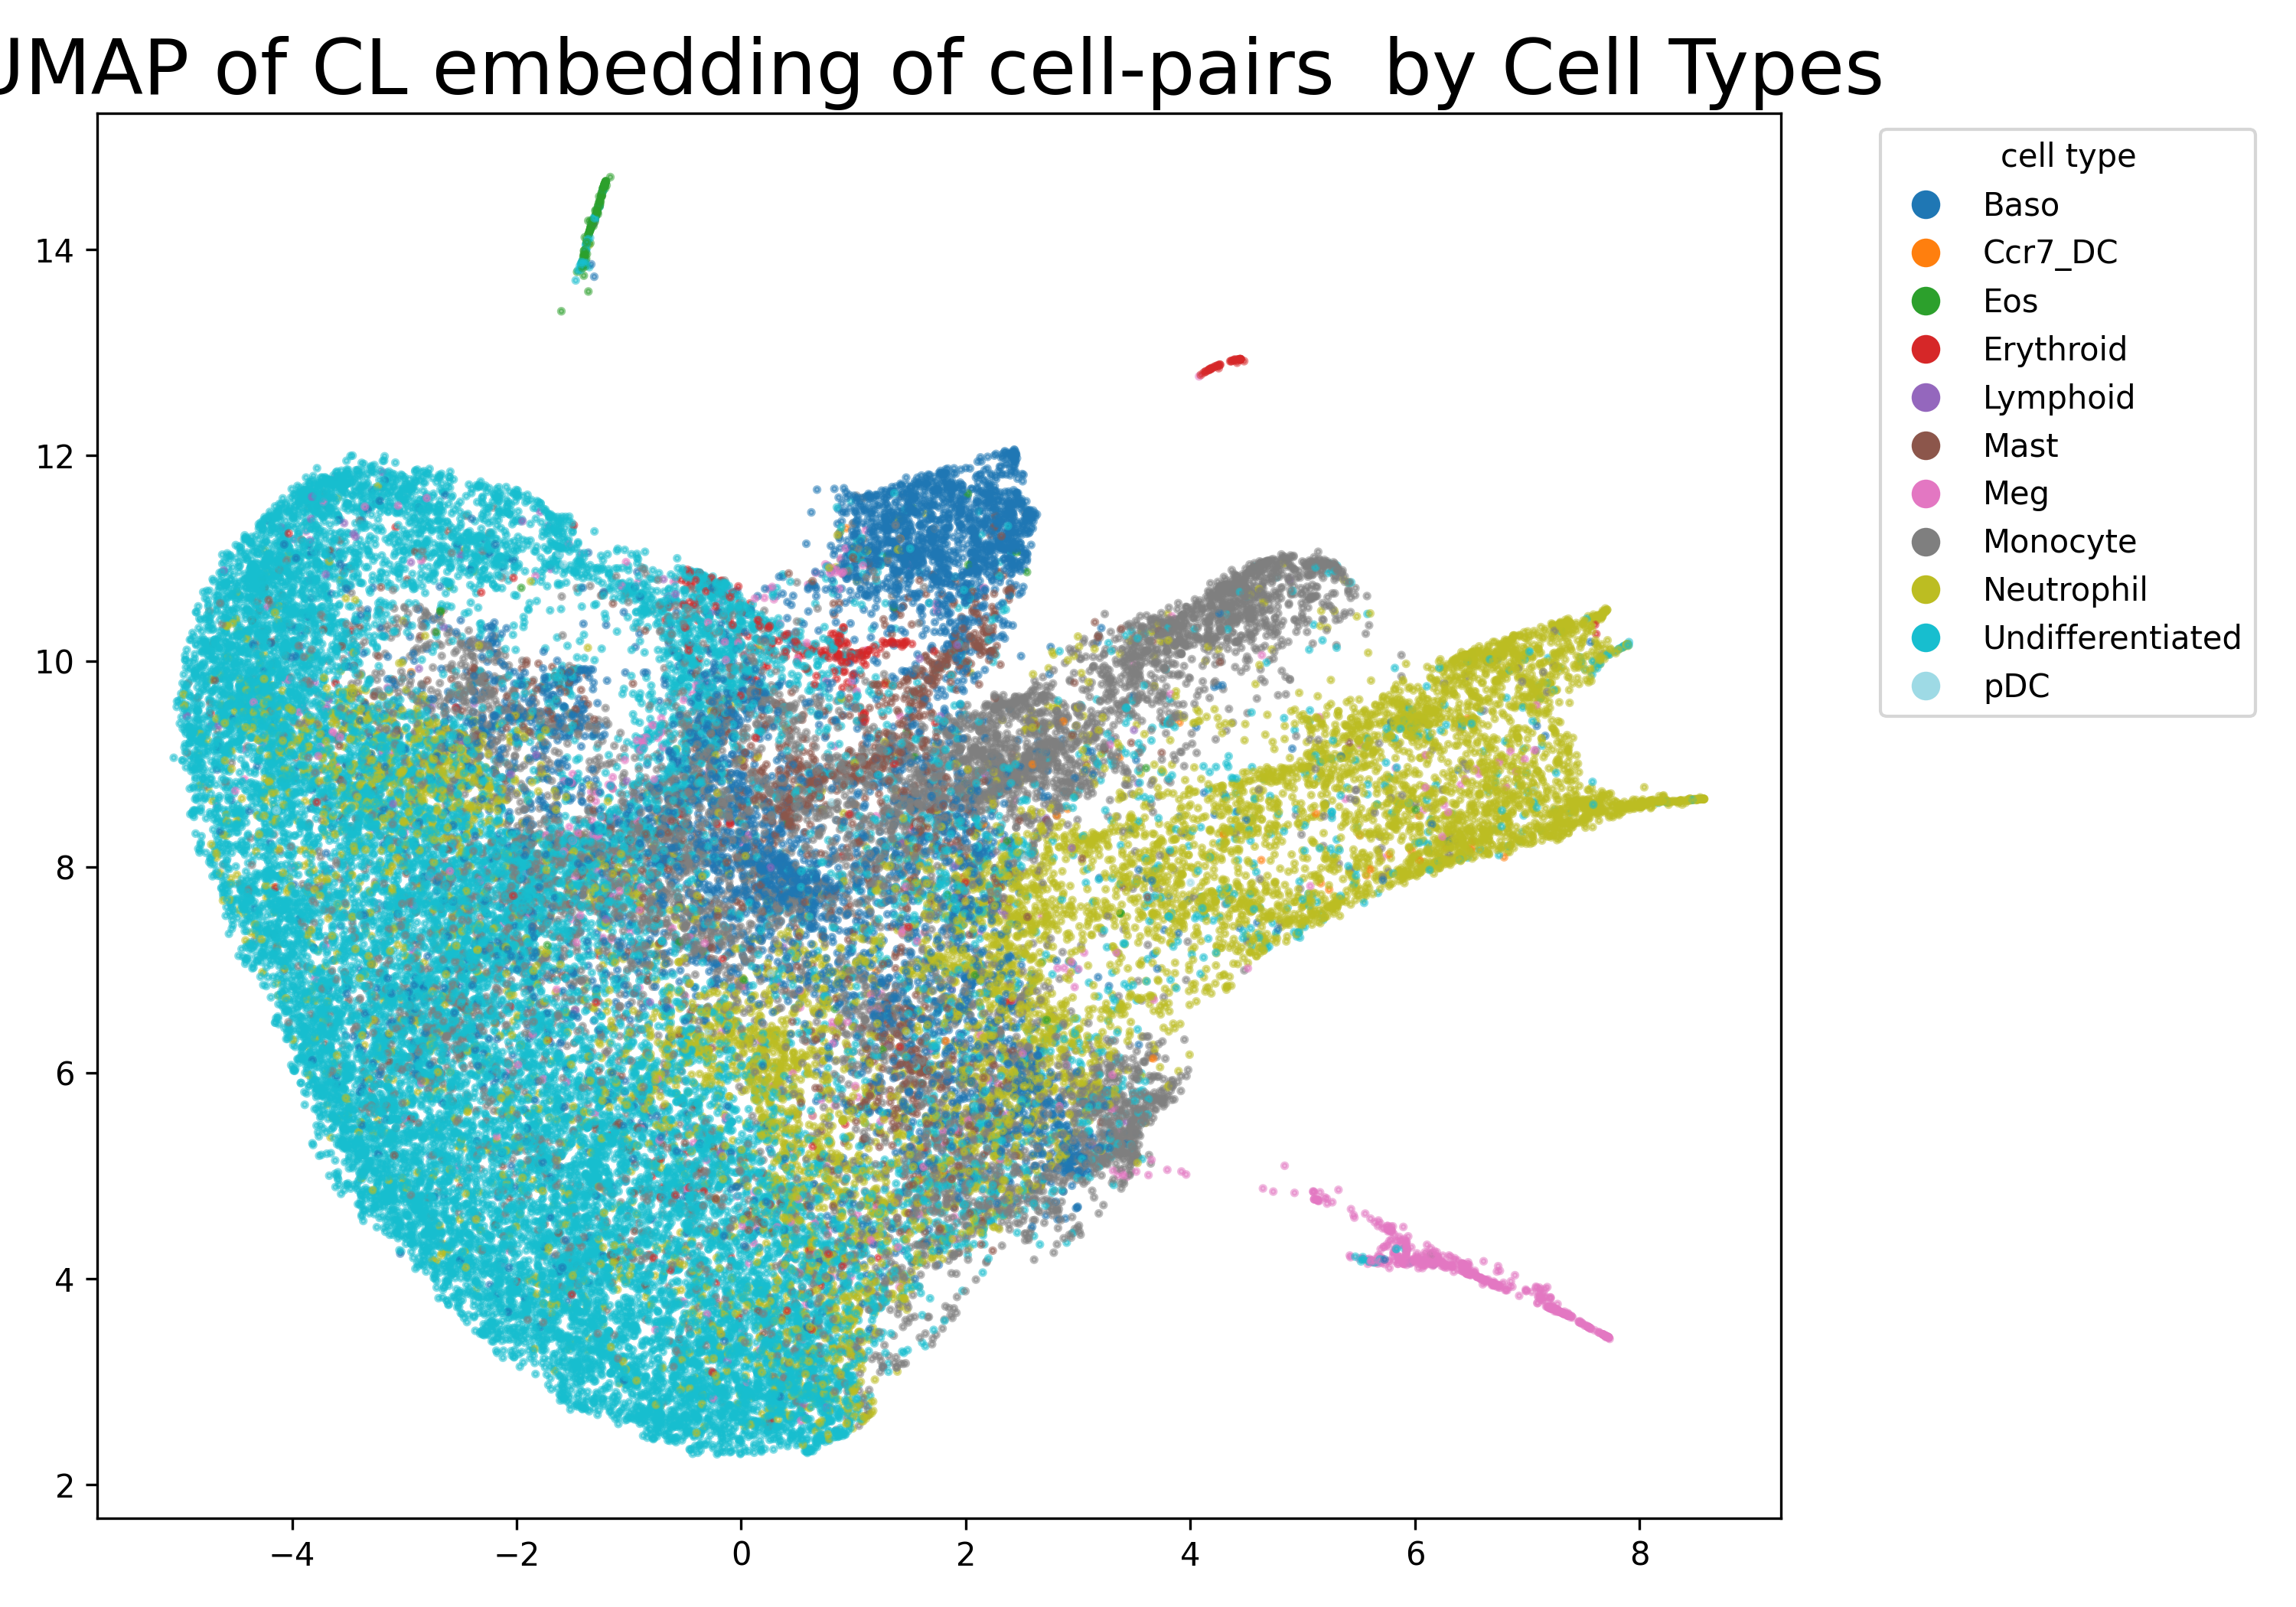 UMAP of CL embedding of cell-pairs  by Cell Types
cell type
Baso
Ccr7_DC
Eos
Erythroid
Lymphoid
Mast
Meg
Monocyte
Neutrophil
Undifferentiated
pDC
14
12
10
8
6
4
2
−4
−2
0
2
4
6
8